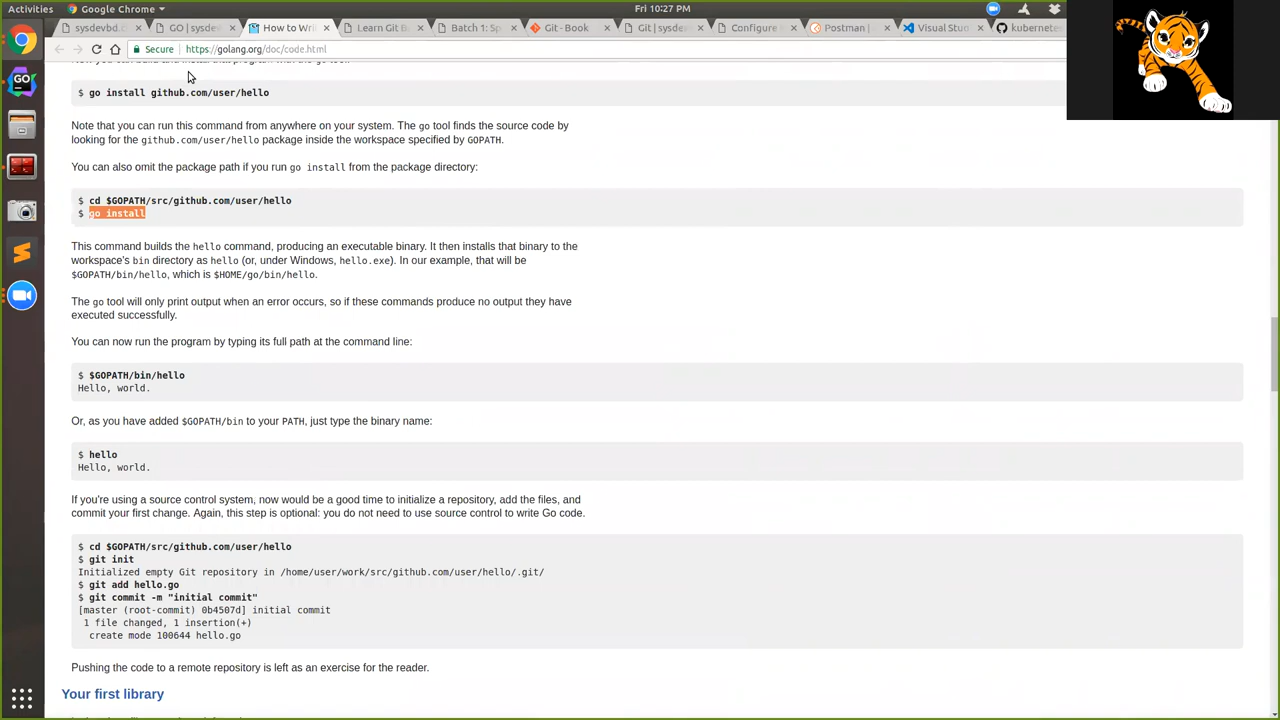 Activities
Google Chrome
Fri 10:27PM
sysdevbd.c
GO | sysdev
How to Wri
Learn Git B
Batch 1: Sp
Git - Book
Git | sysde
Configure
Postman |
Visual Stu
kubernete
Secure
https://golang.org/doc/code.html
$ go install github.com/user/hello
Note that you can run this command from anywhere on your system. The go tool finds the source code by
looking for the github.com/user/hello package inside the workspace specified by GOPATH.
You can also omit the package path if you run go install from the package directory:
$ cd $GOPATH/src/github.com/user/hello
$ go install
This command builds the hello command, producing an executable binary. It then installs that binary to the
workspace's bin directory as hello (or, under Windows, hello.exe). In our example, that will be
$GOPATH/bin/hello, which is $HOME/go/bin/hello.
The go tool will only print output when an error occurs, so if these commands produce no output they have
executed successfully.
You can now run the program by typing its full path at the command line:
$ $GOPATH/bin/hello
Hello, world.
Or, as you have added $GOPATH/bin to your PATH, just type the binary name:
$ hello
Hello, world.
If you're using a source control system, now would be a good time to initialize a repository, add the files, and
commit your first change. Again, this step is optional: you do not need to use source control to write Go code.
$ cd $GOPATH/src/github.com/user/hello
$ git init
Initialized empty Git repository in /home/user/work/src/github.com/user/hello/.git/
$ git add hello.go
$ git commit -m "initial commit"
[master (root-commit) 0b4507d] initial commit
1 file changed, 1 insertion(+)
create mode 100644 hello.go
Pushing the code to a remote repository is left as an exercise for the reader.
Your first library